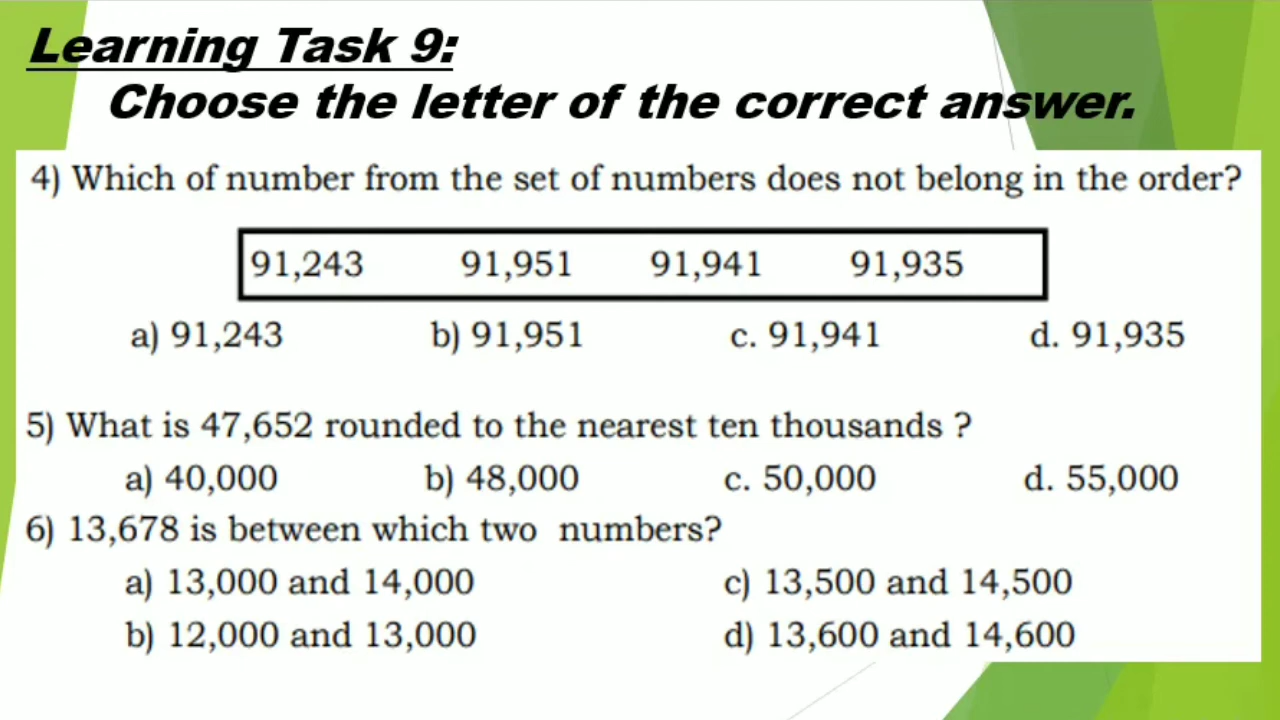 Learning Task 9:
Choose the letter of the correct answer.
4) Which of number from the set of numbers does not belong in the order?
91,243 91,951 91,941 91,935
a) 91,243 b) 91,951 c. 91,941 d. 91,935
5) What is 47,652 rounded to the nearest ten thousands ?
a) 40,000 b) 48,000 c. 50,000 d. 55,000
6) 13,678 is between which two numbers?
a) 13,000 and 14,000 c) 13,500 and 14,500
b) 12,000 and 13,000 d) 13,600 and 14,600